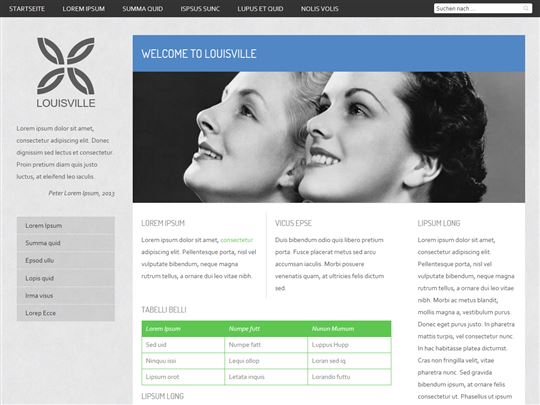 STARTSEITE LOREM IPSUM SUMMA QUID ISPSUS SUNC LUPUS ET QUID NOLIS VOLIS
Suchen nach ...
LOUISVILLE
Lorem ipsum dolor sit amet,
consectetur adipiscing elit. Donec
dignissim sed lectus et consectetur.
Proin pretium diam quis justo
luctus, at eleifend leo iaculis.
Peter Lorem Ipsum, 2013
Lorem Ipsum
Summa quid
Epsod ullu
Lopis quid
Irma visus
Lorep Ecce
WELCOME TO LOUISVILLE
LOREM IPSUM
Lorem ipsum dolor sit amet, consectetur
adipiscing elit. Pellentesque porta, nisl vel
vulputate bibendum, neque magna
rutrum tellus, a ornare dui leo vitae nibh.
VICUS EPSE
Duis bibendum odio quis libero pretium
porta. Fusce placerat metus sed arcu
accumsan iaculis. Morbi posuere
venenatis quam, at ultricies felis dictum
sed.
TABELLI BELLI
Lorem Ipsum Numpe futt Nunun Mumum
Sed uid Numpe fatt Luppus Hupp
Ninquu issi Lequi ollop Loran sed iq
Lipsum orot Letata inquis Lorando futtu
LIPSUM LONG
LIPSUM LONG
Lorem ipsum dolor sit amet,
consectetur adipiscing elit.
Pellentesque porta, nisl vel
vulputate bibendum, neque
magna rutrum tellus, a
ornare dui leo vitae nibh.
nibh. Morbi ac metus blandit,
mollis magna a, vestibulum
purus. Donec eget purus
justo. In pharetra mattis
turpis, eu consectetur nunc.
In hac habitasse platea dictumst.
Cras non fringilla velit, vitae
pharetra nunc. Sed gravida
bibendum ipsum, at ornare felis
consectetur ut. Phasellus ut ipsum